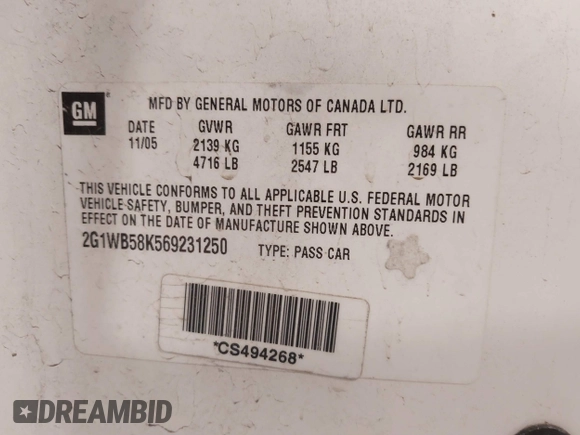 GM
MFD BY GENERAL MOTORS OF CANADA LTD.
DATE GVWR GAWR FRT GAWR RR
11/05 2139 KG 1155 KG 984 KG
4716 LB 2547 LB 2169 LB
THIS VEHICLE CONFORMS TO ALL APPLICABLE U.S. FEDERAL MOTOR
VEHICLE SAFETY, BUMPER, AND THEFT PREVENTION STANDARDS IN
EFFECT ON THE DATE OF MANUFACTURE SHOWN ABOVE.
2G1WB58K569231250 TYPE: PASS CAR
*CS494268*
DREAMBID